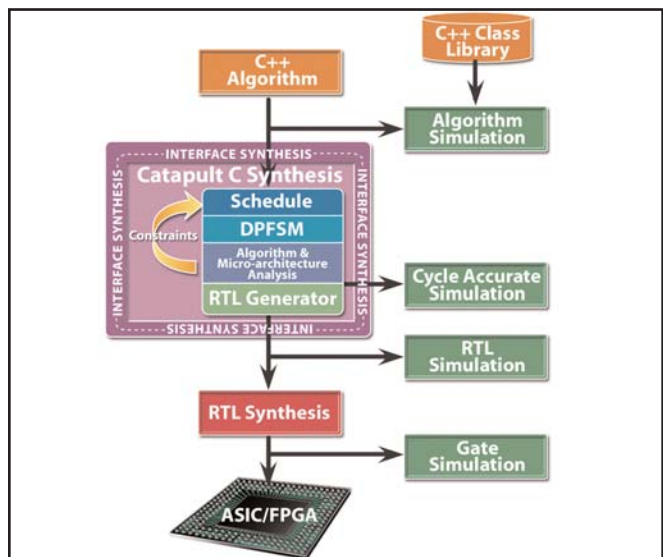 C++ Class
Library
C++
Algorithm
Algorithm
Simulation
INTERFACE SYNTHESIS
INTERFACE SYNTHESIS
INTERFACE SYNTHESIS
Catapult C Synthesis
Schedule
DPFSM
Constraints
Algorithm &
Micro-architecture
Analysis
RTL Generator
Cycle Accurate
Simulation
INTERFACE SYNTHESIS
RTL
Simulation
RTL Synthesis
Gate
Simulation
ASIC/FPGA